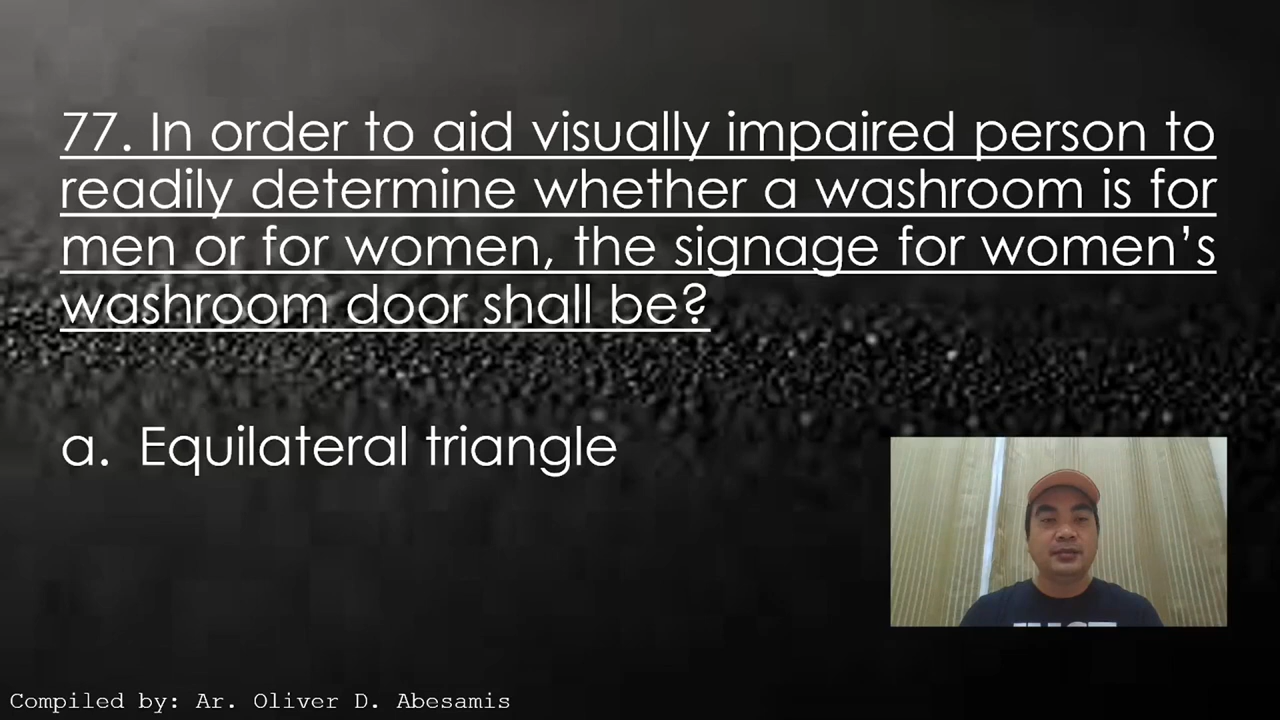 77. In order to aid visually impaired person to
readily determine whether a washroom is for
men or for women, the signage for women's
washroom door shall be?
a. Equilateral triangle
Compiled by: Ar. Oliver D. Abesamis